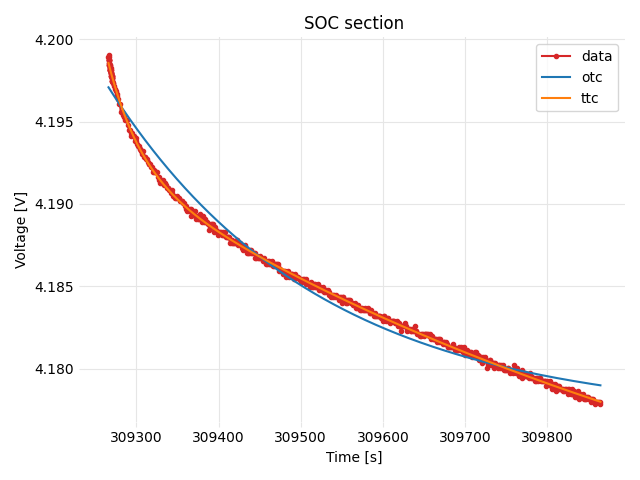 SOC section
4.200
4.195
4.190
4.185
4.180
Voltage [V]
data
otc
ttc
309300 309400 309500 309600 309700 309800
Time [s]